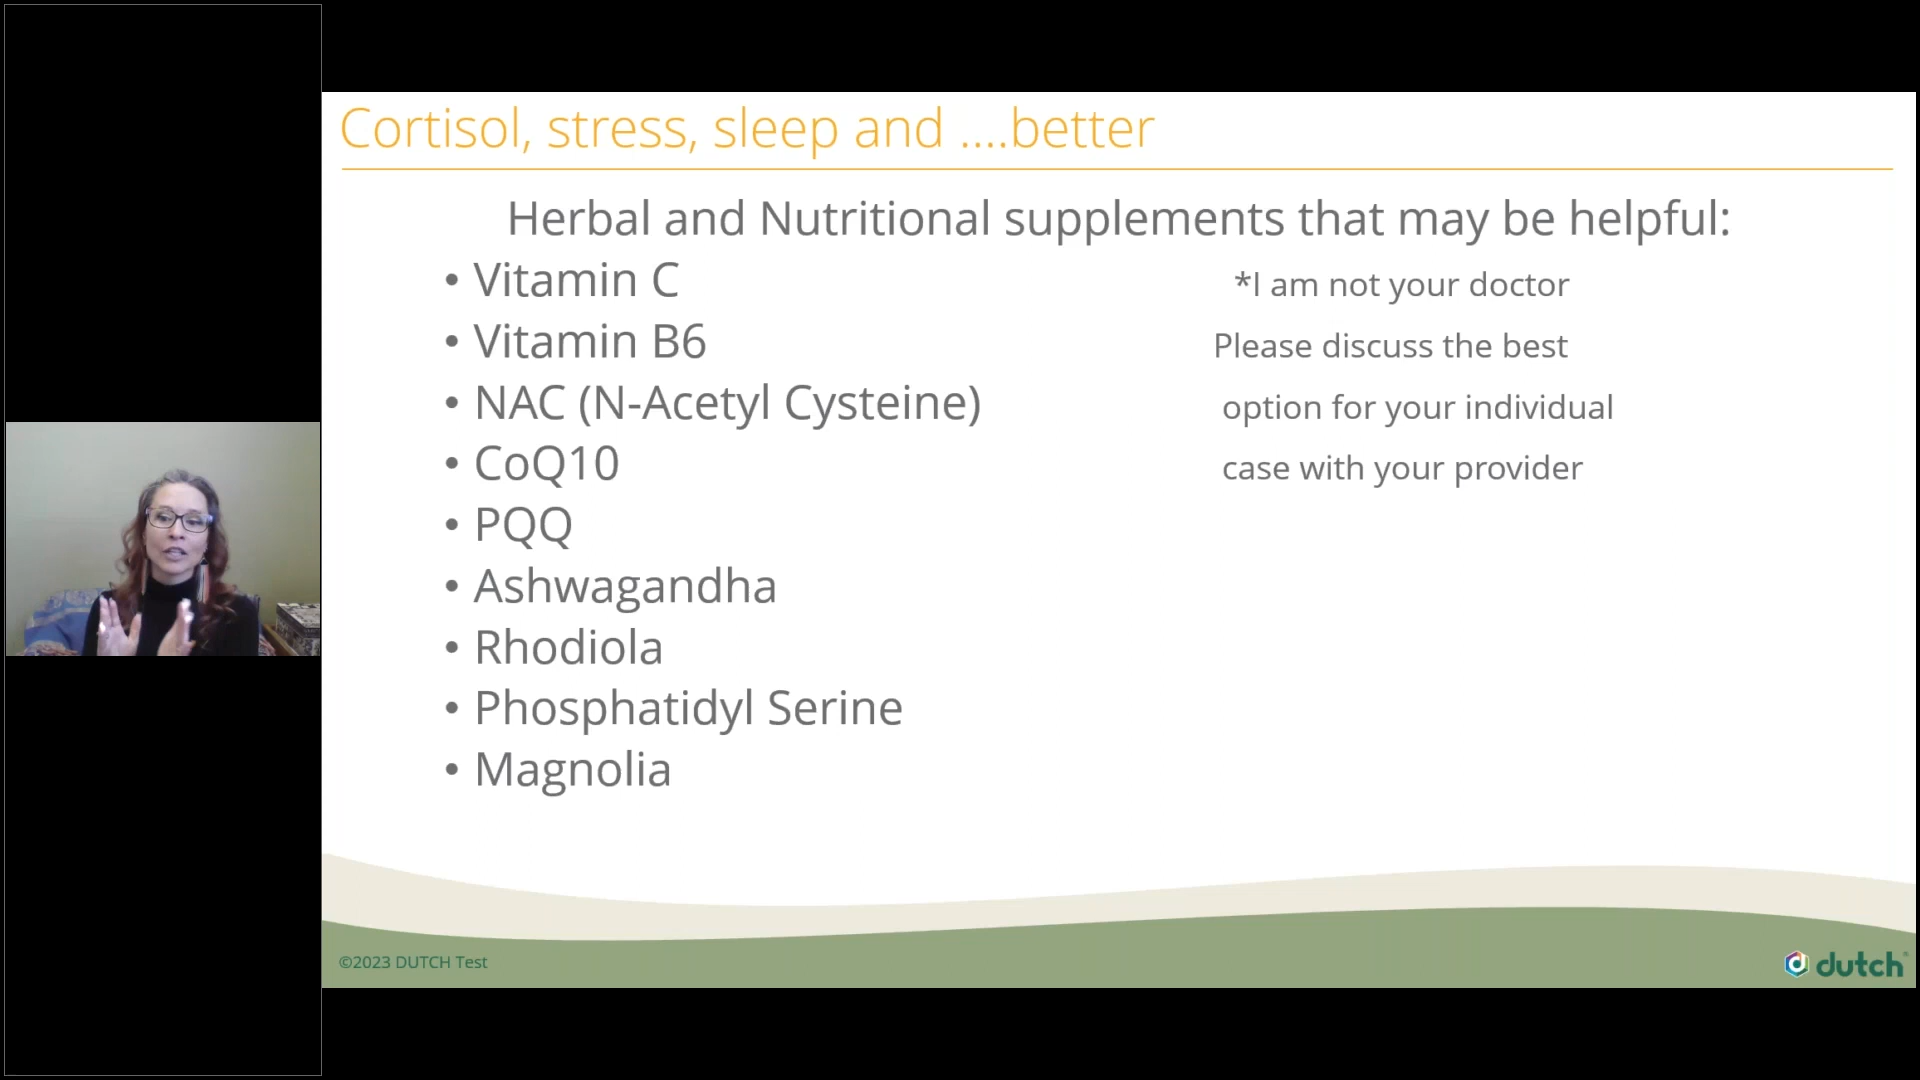 Cortisol, stress, sleep and ....better
Herbal and Nutritional supplements that may be helpful:
• Vitamin C
*I am not your doctor
• Vitamin B6
Please discuss the best
• NAC (N-Acetyl Cysteine)
option for your individual
• CoQ10
case with your provider
• PQQ
• Ashwagandha
• Rhodiola
• Phosphatidyl Serine
• Magnolia
©2023 DUTCH Test
dutch